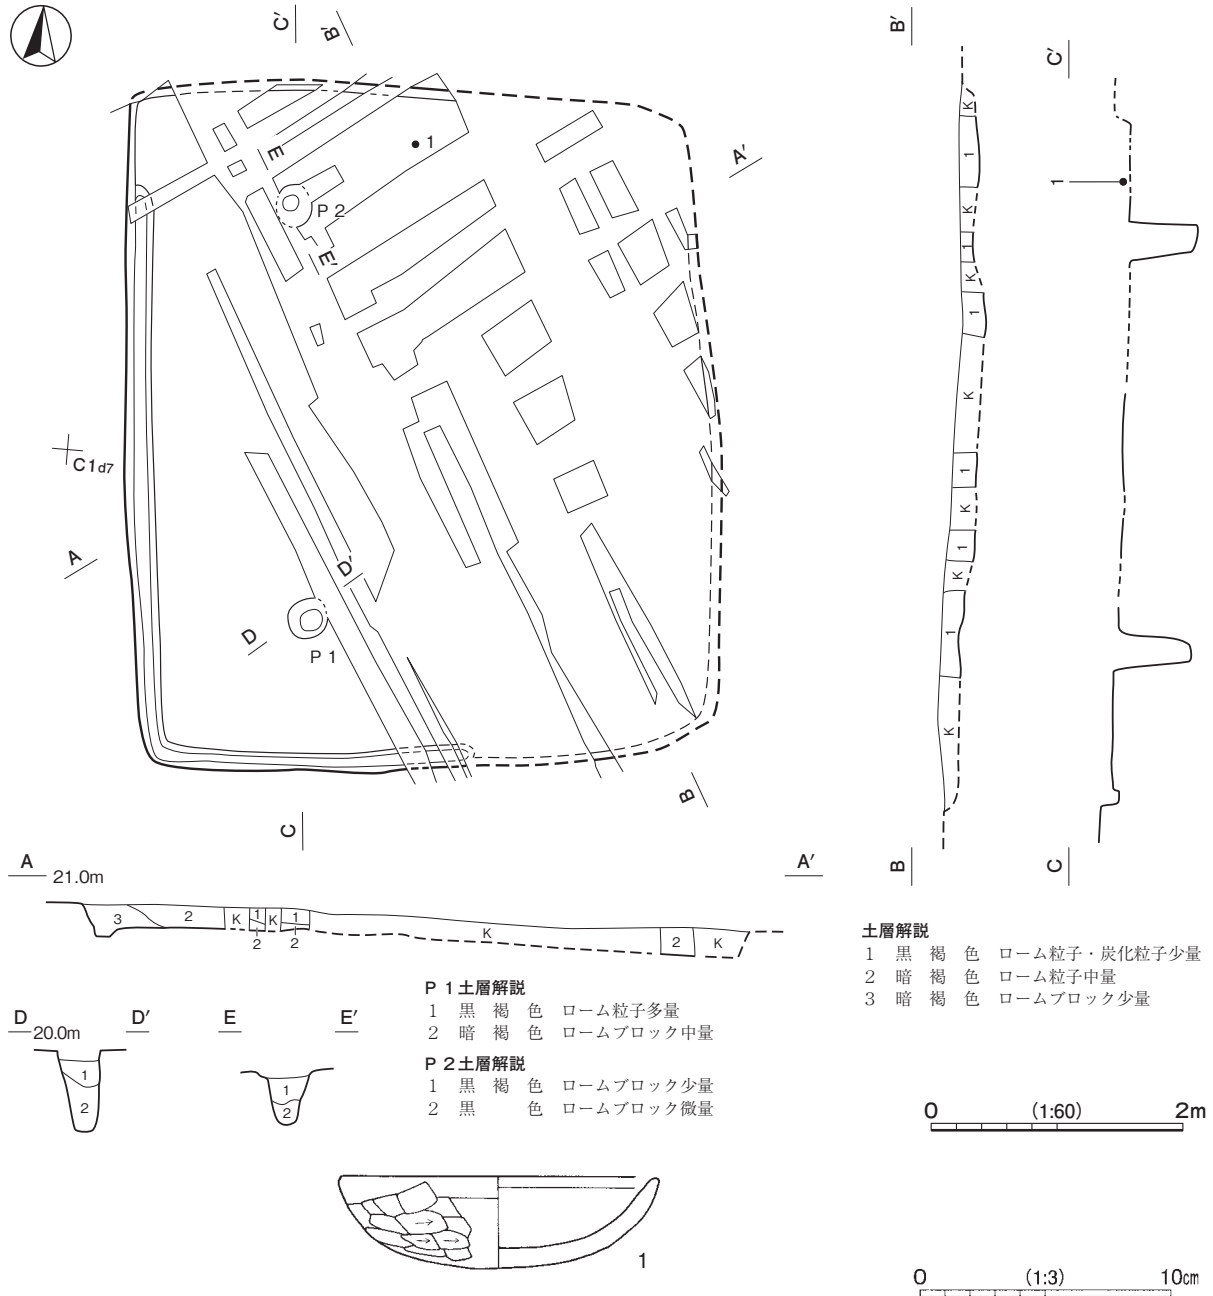 C′
B′
B′
C′
E
1
A′
P 2
E′
1
K
1
K
1
K
1
K
1
K
1
K
1
K
C1d7
A
D′
D
P 1
B
C
B
C
A
21.0m
A′
3
2
K
1
K
1
2
2
K
2
K
土層解説
1 黒褐色 ローム粒子・炭化粒子少量
2 暗褐色 ローム粒子中量
3 暗褐色 ロームブロック少量
P 1土層解説
1 黒褐色 ローム粒子多量
2 暗褐色 ロームブロック中量
P 2土層解説
1 黒褐色 ロームブロック少量
2 黒色 ロームブロック微量
D
20.0m
D′
E
E′
1
2
1
2
0 (1:60) 2m
1
0 (1:3) 10cm